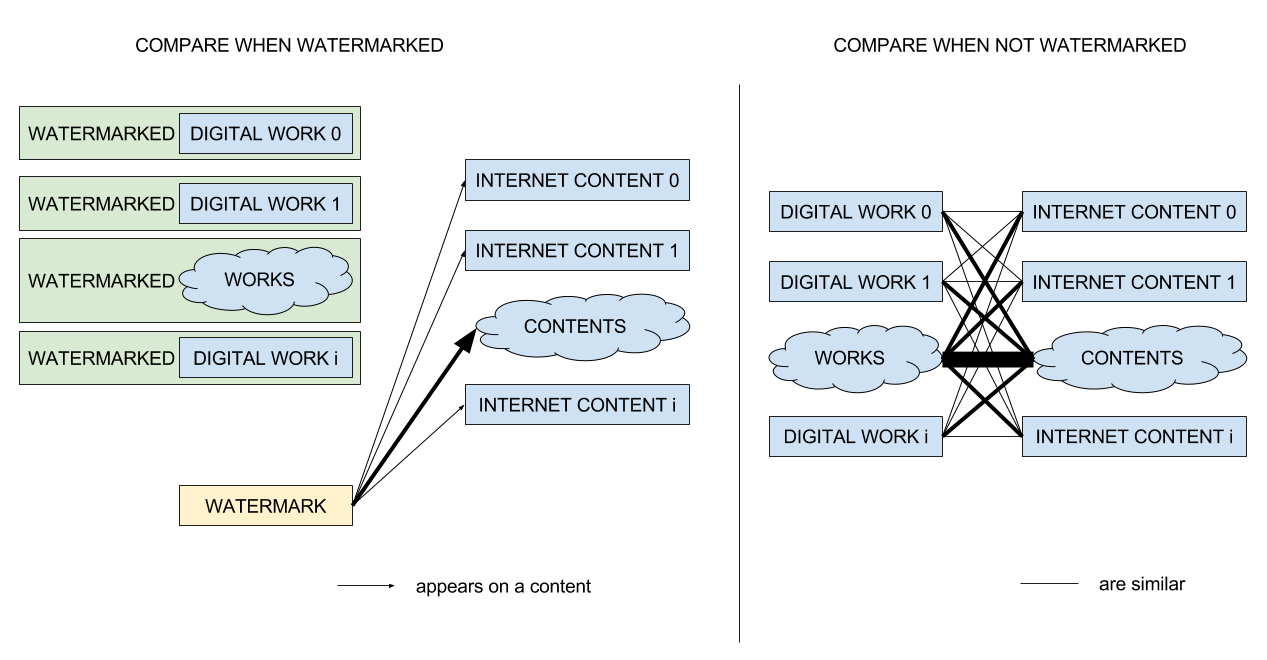 COMPARE WHEN WATERMARKED
WATERMARKED DIGITAL WORK 0
WATERMARKED DIGITAL WORK 1
WATERMARKED WORKS
WATERMARKED DIGITAL WORK i
INTERNET CONTENT 0
INTERNET CONTENT 1
CONTENTS
INTERNET CONTENT i
WATERMARK
appears on a content
COMPARE WHEN NOT WATERMARKED
DIGITAL WORK 0
INTERNET CONTENT 0
DIGITAL WORK 1
INTERNET CONTENT 1
WORKS
CONTENTS
DIGITAL WORK i
INTERNET CONTENT i
are similar